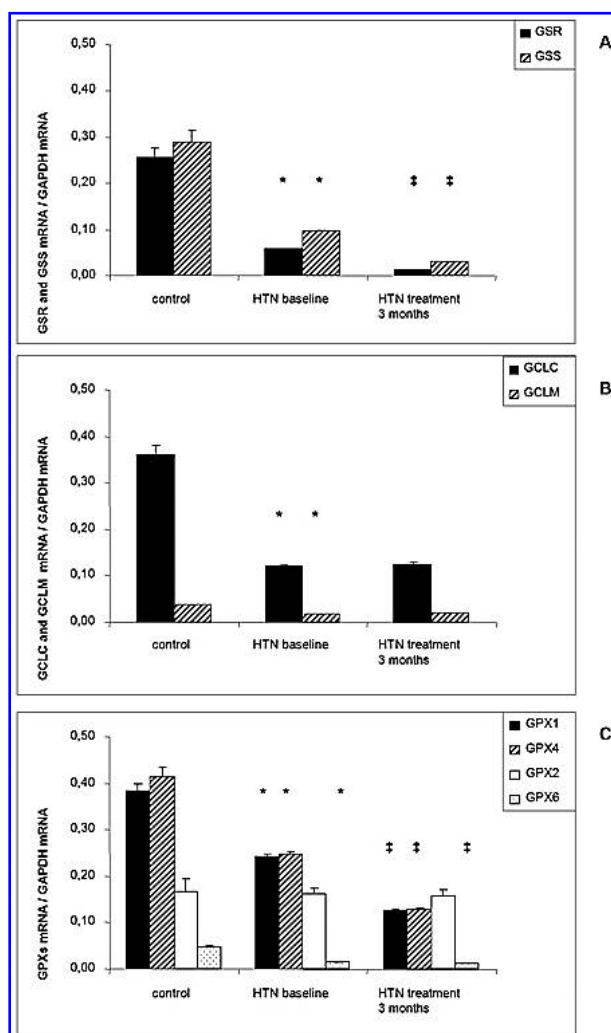 GSR
GSS
A
0,50
0,40
0,30
0,20
0,10
0,00
GSR and GSS mRNA / GAPDH mRNA
* * ‡ ‡
control HTN baseline HTN treatment
3 months
GCLC
GCLM
B
0,50
0,40
0,30
0,20
0,10
0,00
GCLC and GCLM mRNA / GAPDH mRNA
* *
control HTN baseline HTN treatment
3 months
GPX1
GPX4
GPX2
GPX6
C
0,50
0,40
0,30
0,20
0,10
0,00
GPXs mRNA / GAPDH mRNA
* * *
‡ ‡ ‡
control HTN baseline HTN treatment
3 months